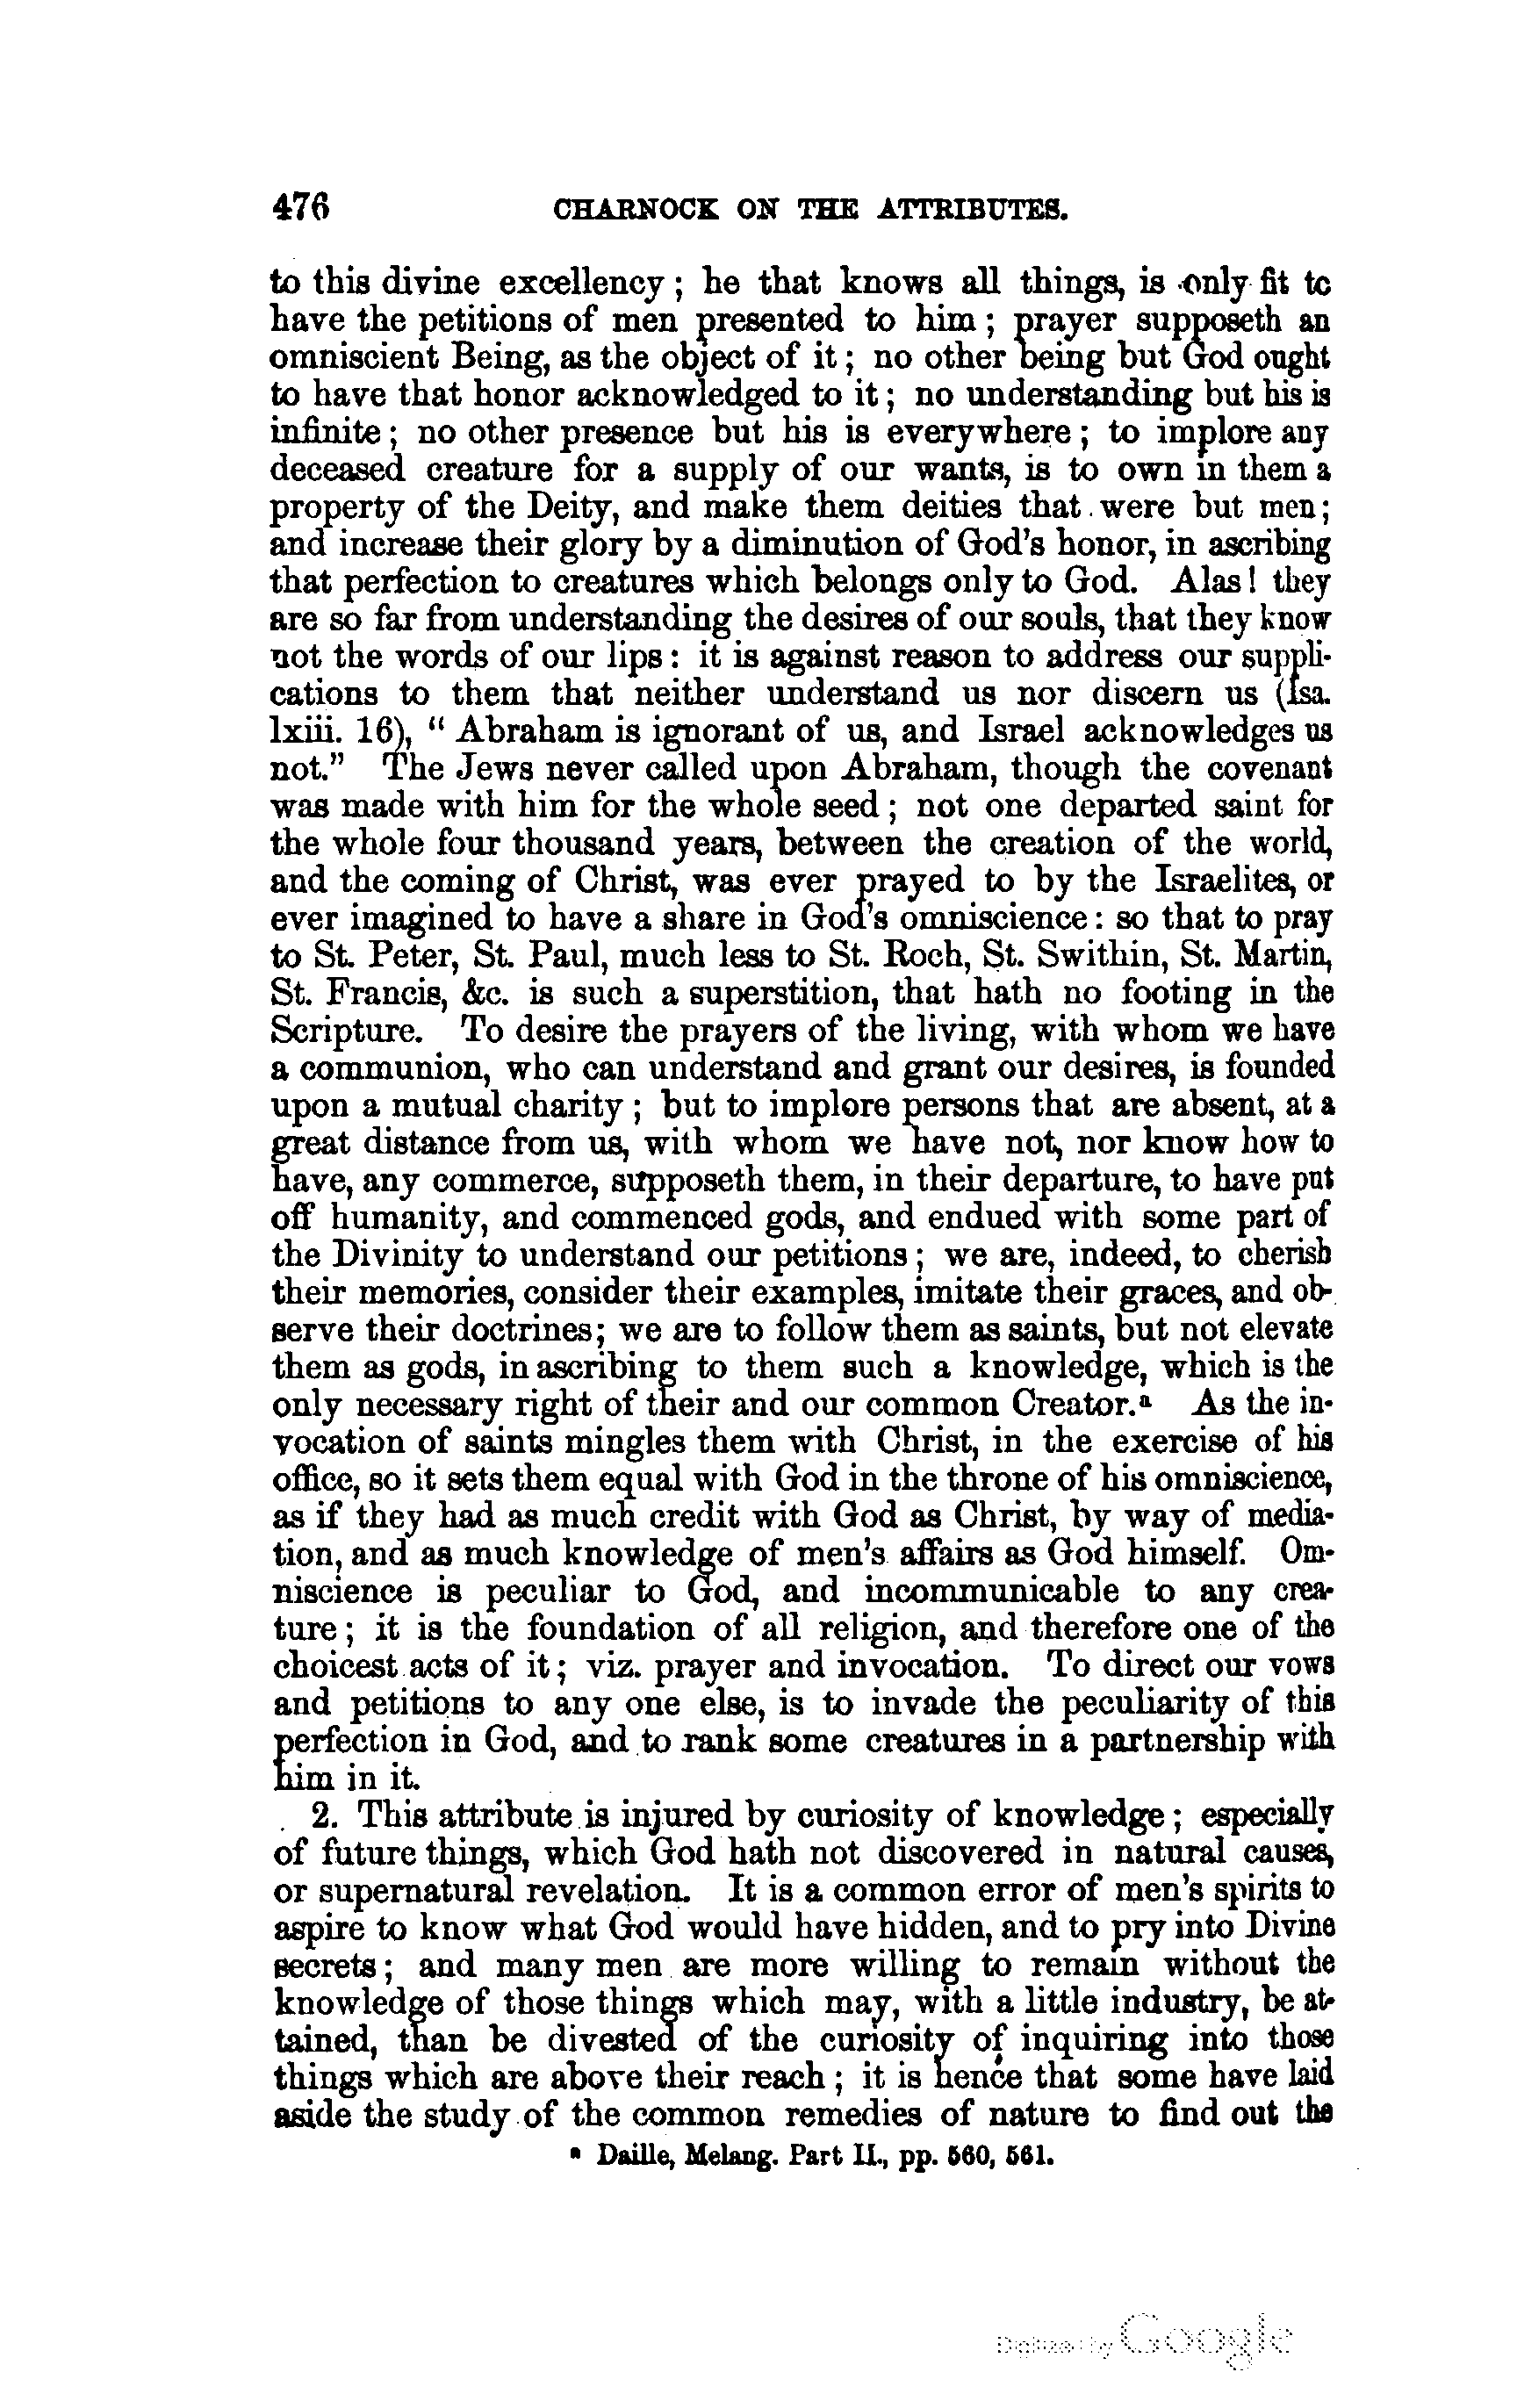 476 CHARNOCK ON THE ATTRIBUTES.
to this divine excellency; he that knows all things, is only fit to
have the petitions of men presented to him; prayer supposeth an
omniscient Being, as the object of it; no other being but God ought
to have that honor acknowledged to it; no understanding but his is
infinite; no other presence but his is everywhere; to implore any
deceased creature for a supply of our wants, is to own in them a
property of the Deity, and make them deities that were but men;
and increase their glory by a diminution of God's honor, in ascribing
that perfection to creatures which belongs only to God. Alas! they
are so far from understanding the desires of our souls, that they know
not the words of our lips: it is against reason to address our suppli-
cations to them that neither understand us nor discern us (Isa.
lxiii. 16), “Abraham is ignorant of us, and Israel acknowledges us
not.” The Jews never called upon Abraham, though the covenant
was made with him for the whole seed; not one departed saint for
the whole four thousand years, between the creation of the world,
and the coming of Christ, was ever prayed to by the Israelites, or
ever imagined to have a share in God's omniscience: so that to pray
to St. Peter, St. Paul, much less to St. Roch, St. Swithin, St. Martin,
St. Francis, &c. is such a superstition, that hath no footing in the
Scripture. To desire the prayers of the living, with whom we have
a communion, who can understand and grant our desires, is founded
upon a mutual charity; but to implore persons that are absent, at a
great distance from us, with whom we have not, nor know how to
have, any commerce, supposeth them, in their departure, to have put
off humanity, and commenced gods, and endued with some part of
the Divinity to understand our petitions; we are, indeed, to cherish
their memories, consider their examples, imitate their graces, and ob-
serve their doctrines; we are to follow them as saints, but not elevate
them as gods, in ascribing to them such a knowledge, which is the
only necessary right of their and our common Creator.ⁿ As the in-
vocation of saints mingles them with Christ, in the exercise of his
office, so it sets them equal with God in the throne of his omniscience,
as if they had as much credit with God as Christ, by way of media-
tion, and as much knowledge of men's affairs as God himself. Om-
niscience is peculiar to God, and incommunicable to any crea-
ture; it is the foundation of all religion, and therefore one of the
choicest acts of it; viz. prayer and invocation. To direct our vows
and petitions to any one else, is to invade the peculiarity of this
perfection in God, and to rank some creatures in a partnership with
him in it.
2. This attribute is injured by curiosity of knowledge; especially
of future things, which God hath not discovered in natural causes,
or supernatural revelation. It is a common error of men's spirits to
aspire to know what God would have hidden, and to pry into Divine
secrets; and many men are more willing to remain without the
knowledge of those things which may, with a little industry, be at-
tained, than be divested of the curiosity of inquiring into those
things which are above their reach; it is hence that some have laid
aside the study of the common remedies of nature to find out the
ⁿ Daille, Melang. Part II., pp. 560, 561.
Digitized by Google